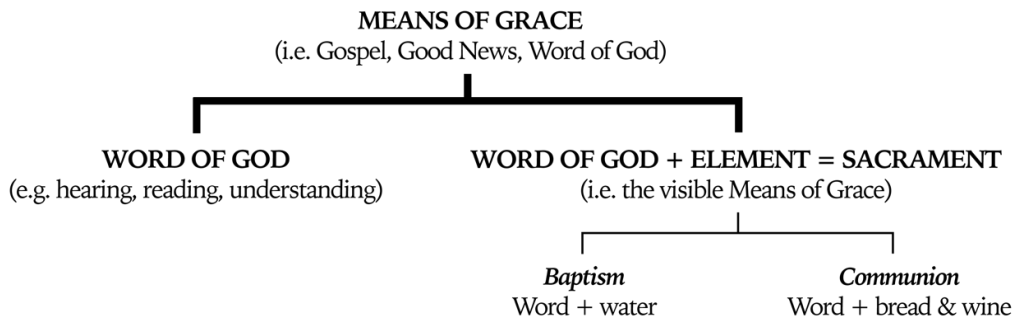 MEANS OF GRACE
(i.e. Gospel, Good News, Word of God)
WORD OF GOD
(e.g. hearing, reading, understanding)
WORD OF GOD + ELEMENT = SACRAMENT
(i.e. the visible Means of Grace)
Baptism
Word + water
Communion
Word + bread & wine